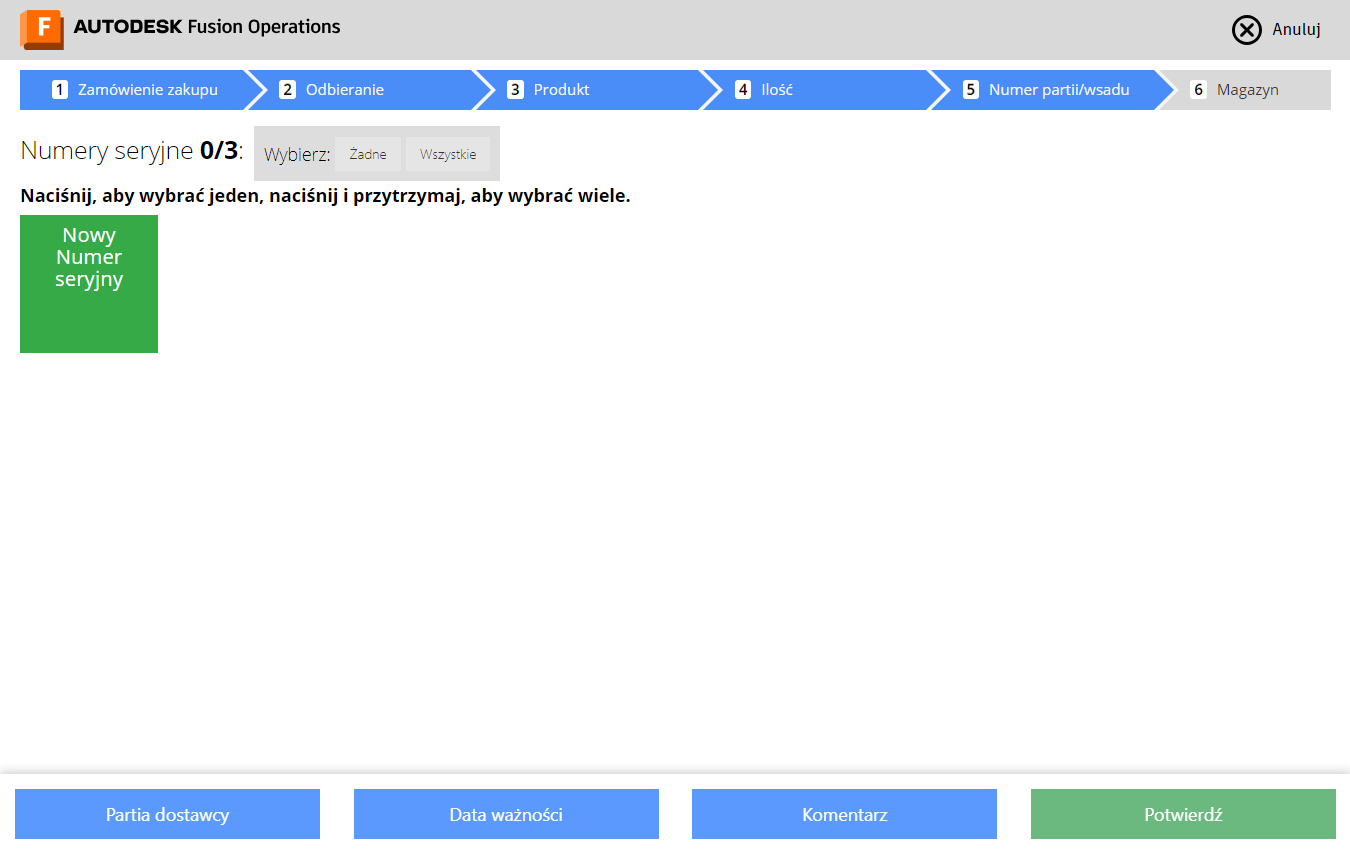 F AUTODESK Fusion Operations
Anuluj
1 Zamówienie zakupu
2 Odbieranie
3 Produkt
4 Ilość
5 Numer partii/wsadu
6 Magazyn
Numery seryjne 0/3:
Wybierz: Żadne Wszystkie
Naciśnij, aby wybrać jeden, naciśnij i przytrzymaj, aby wybrać wiele.
Nowy
Numer
seryjny
Partia dostawcy
Data ważności
Komentarz
Potwierdź